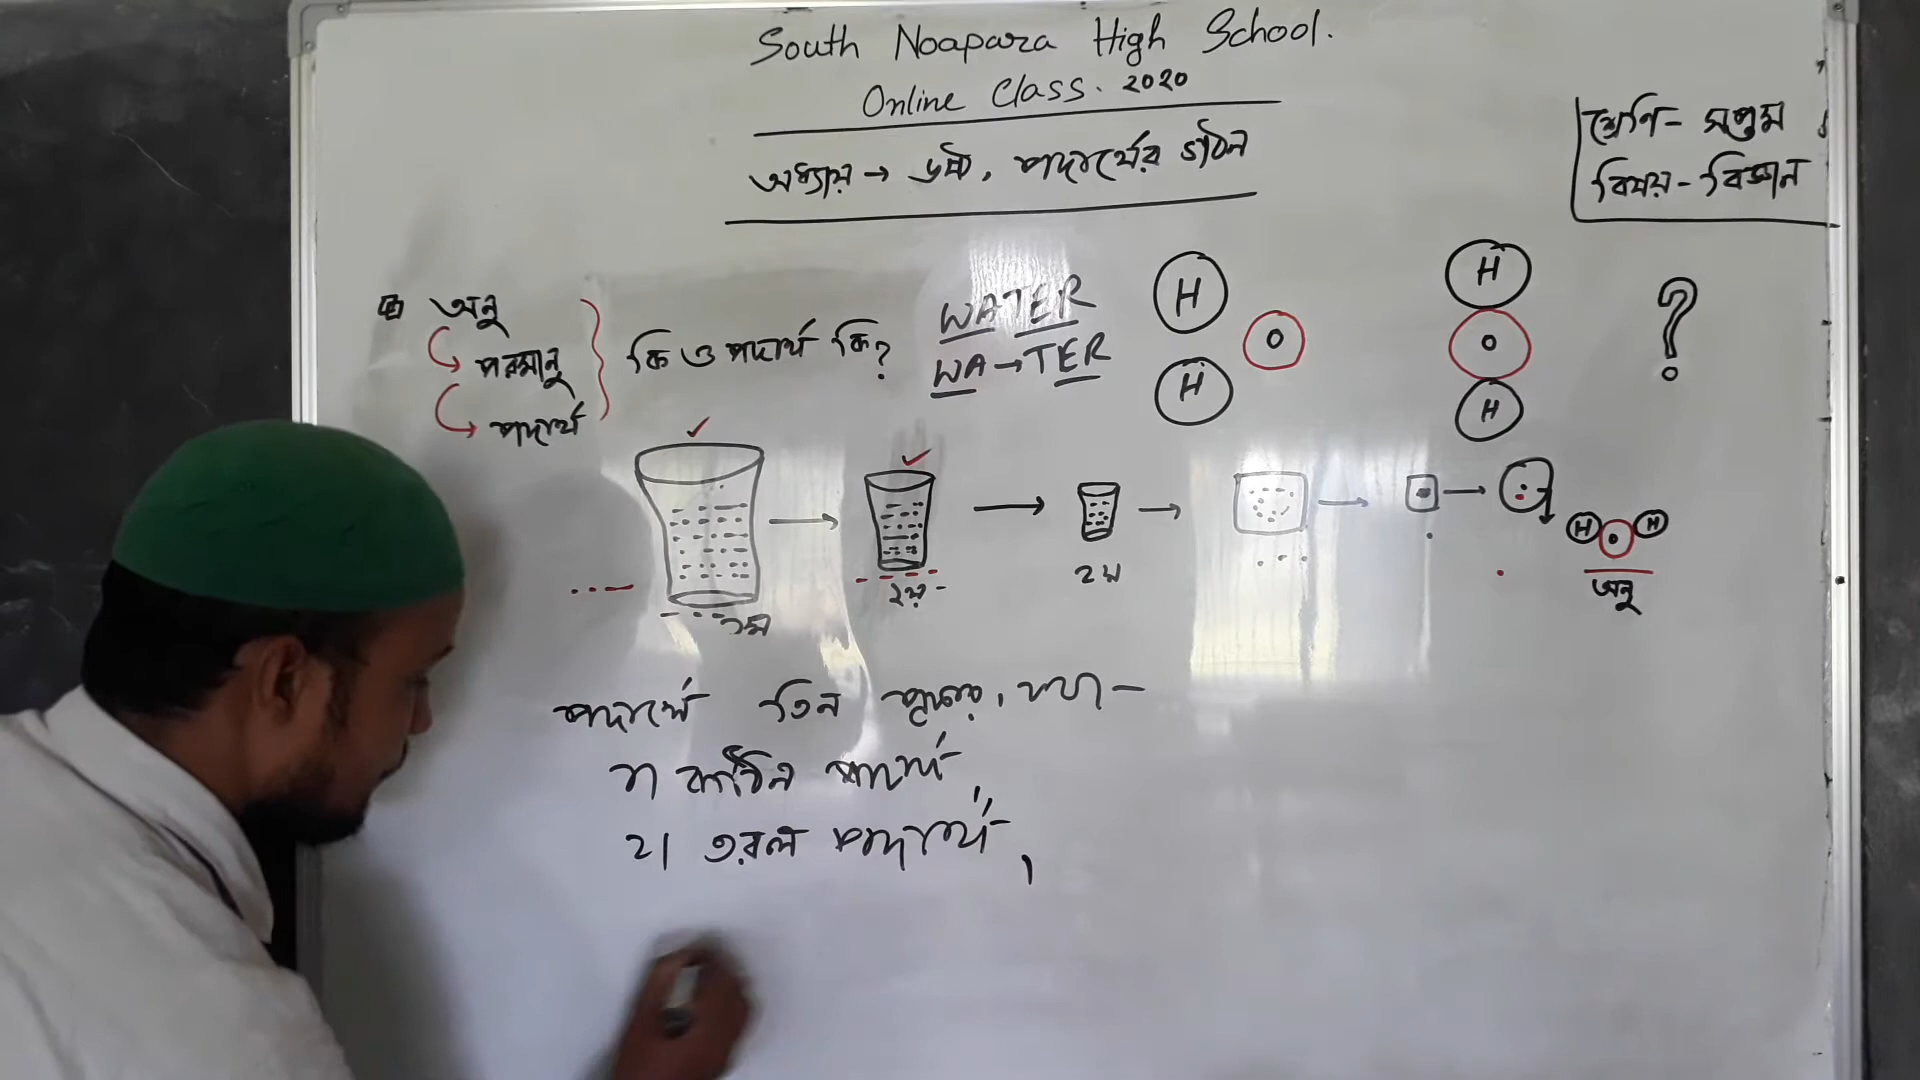 South Noapara High School.
Online Class. 2020
অধ্যায় → ৬ষ্ঠ, পদার্থের গঠন
শ্রেণি - সপ্তম
বিষয় - বিজ্ঞান
অনু
পরমানু
পদার্থ
কি ও পদার্থ কি?
WATER
WA→TER
H
H
O
H
O
H
?
১ম
২য়
২য়
H H
অনু
পদার্থ তিন প্রকার, যথা-
১। কঠিন পদার্থ,
২। তরল পদার্থ,